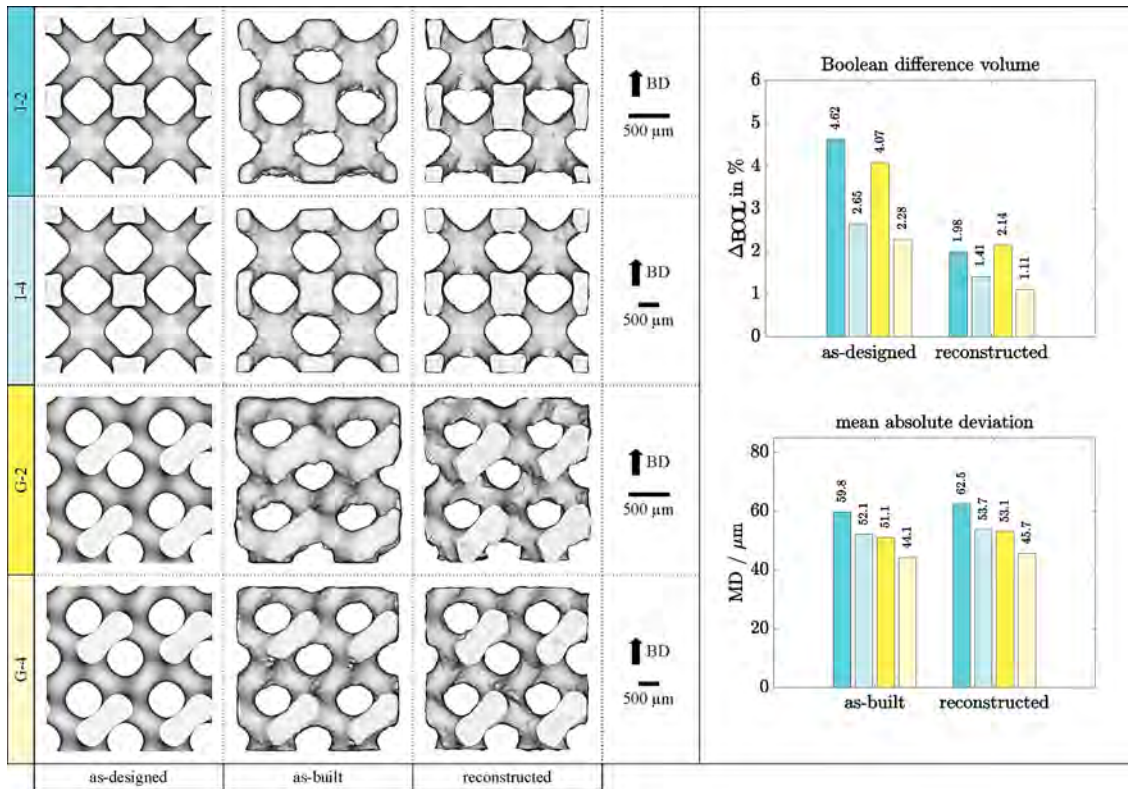 I-2
BD
500 µm
I-4
BD
500 µm
G-2
BD
500 µm
G-4
BD
500 µm
as-designed as-built reconstructed
Boolean difference volume
ΔBOOL in %
6
5
4
3
2
1
0
4.62
2.65
4.07
2.28
1.98
1.41
2.14
1.11
as-designed reconstructed
mean absolute deviation
MD / µm
80
60
40
20
0
59.8
52.1
51.1
44.1
62.5
53.7
53.1
45.7
as-built reconstructed